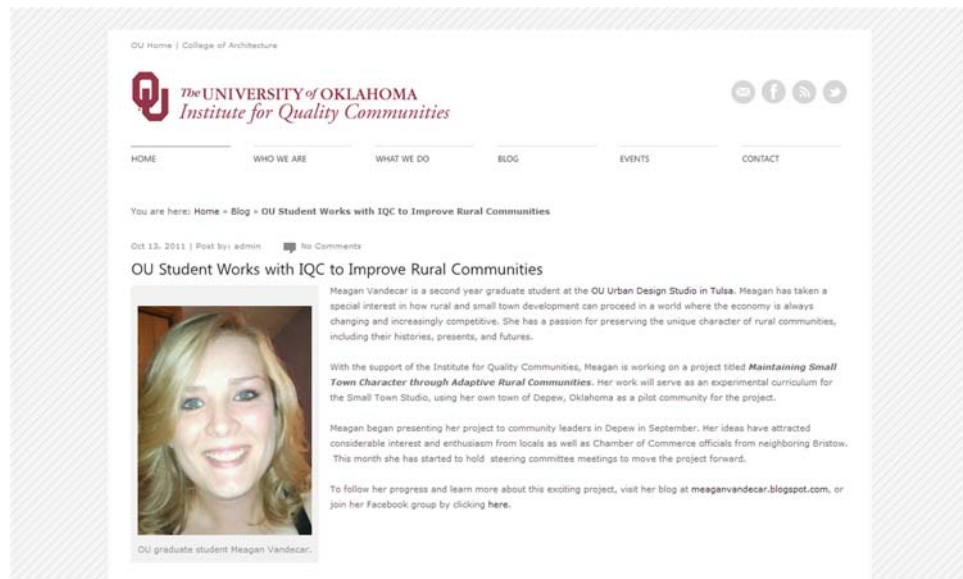 OU Home | College of Architecture
OU
The UNIVERSITY of OKLAHOMA
Institute for Quality Communities
HOME WHO WE ARE WHAT WE DO BLOG EVENTS CONTACT
You are here: Home » Blog » OU Student Works with IQC to Improve Rural Communities
Oct 13, 2011 | Post by: admin No Comments
OU Student Works with IQC to Improve Rural Communities
Meagan Vandecar is a second year graduate student at the OU Urban Design Studio in Tulsa. Meagan has taken a
special interest in how rural and small town development can proceed in a world where the economy is always
changing and increasingly competitive. She has a passion for preserving the unique character of rural communities,
including their histories, presents, and futures.
With the support of the Institute for Quality Communities, Meagan is working on a project titled Maintaining Small
Town Character through Adaptive Rural Communities. Her work will serve as an experimental curriculum for
the Small Town Studio, using her own town of Depew, Oklahoma as a pilot community for the project.
Meagan began presenting her project to community leaders in Depew in September. Her ideas have attracted
considerable interest and enthusiasm from locals as well as Chamber of Commerce officials from neighboring Bristow.
This month she has started to hold steering committee meetings to move the project forward.
To follow her progress and learn more about this exciting project, visit her blog at meaganvandecar.blogspot.com, or
join her Facebook group by clicking here.
OU graduate student Meagan Vandecar.